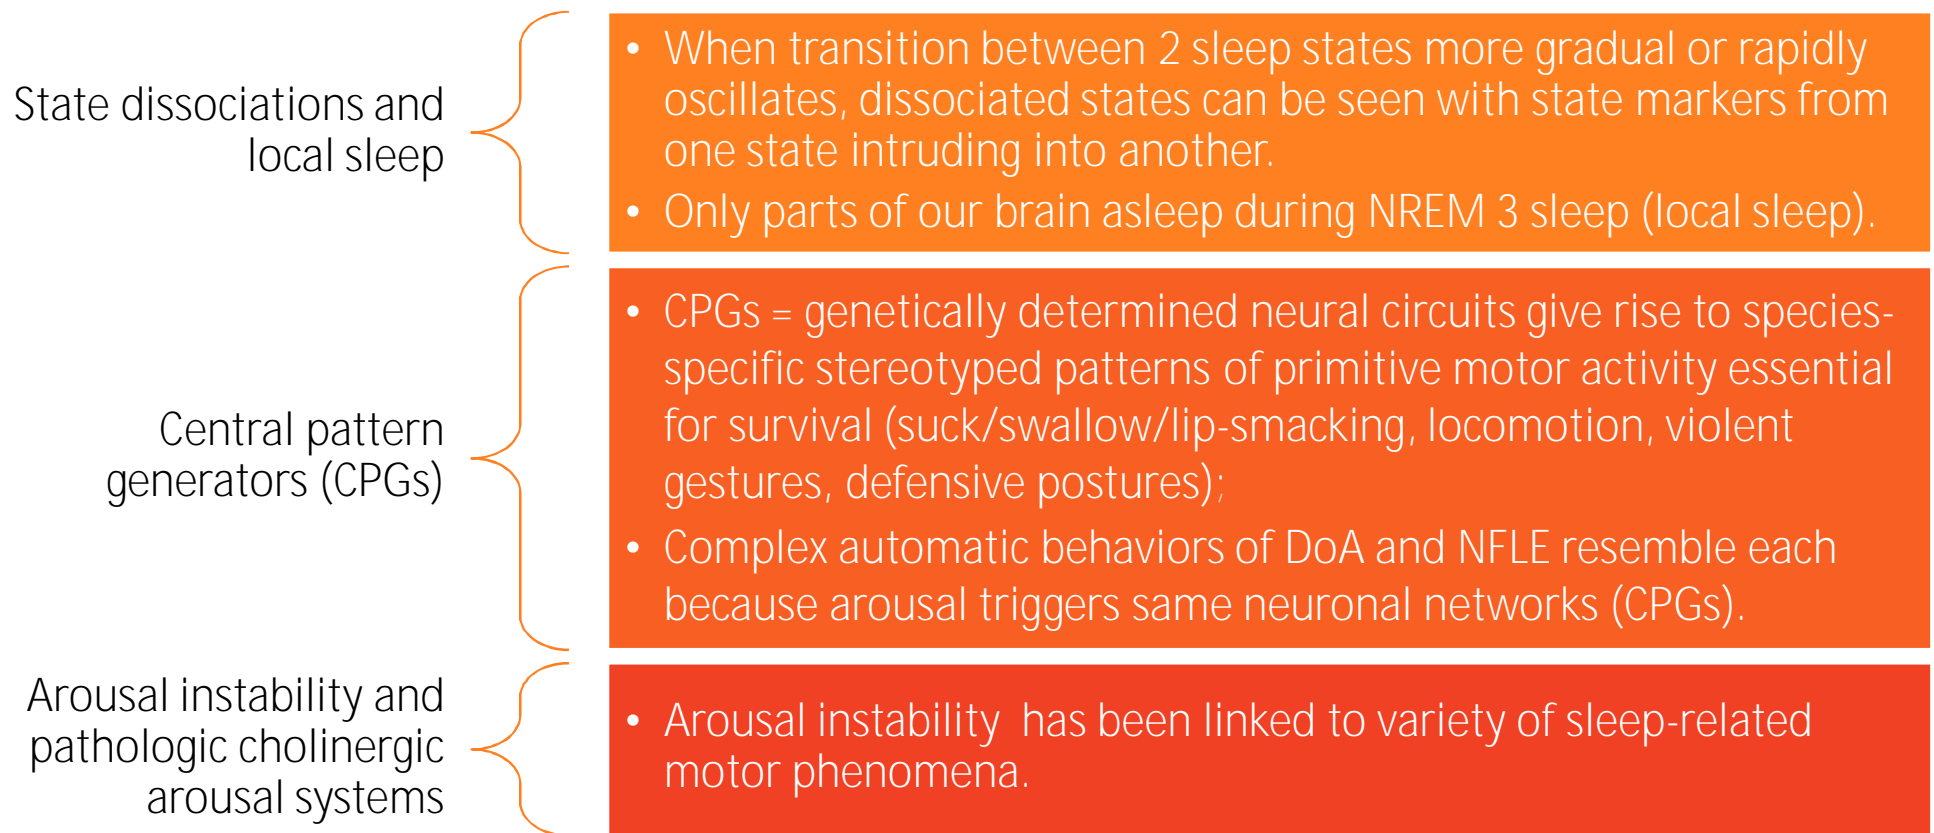 State dissociations and
local sleep
• When transition between 2 sleep states more gradual or rapidly
oscillates, dissociated states can be seen with state markers from
one state intruding into another.
• Only parts of our brain asleep during NREM 3 sleep (local sleep).
Central pattern
generators (CPGs)
• CPGs = genetically determined neural circuits give rise to species-
specific stereotyped patterns of primitive motor activity essential
for survival (suck/swallow/lip-smacking, locomotion, violent
gestures, defensive postures);
• Complex automatic behaviors of DoA and NFLE resemble each
because arousal triggers same neuronal networks (CPGs).
Arousal instability and
pathologic cholinergic
arousal systems
• Arousal instability has been linked to variety of sleep-related
motor phenomena.